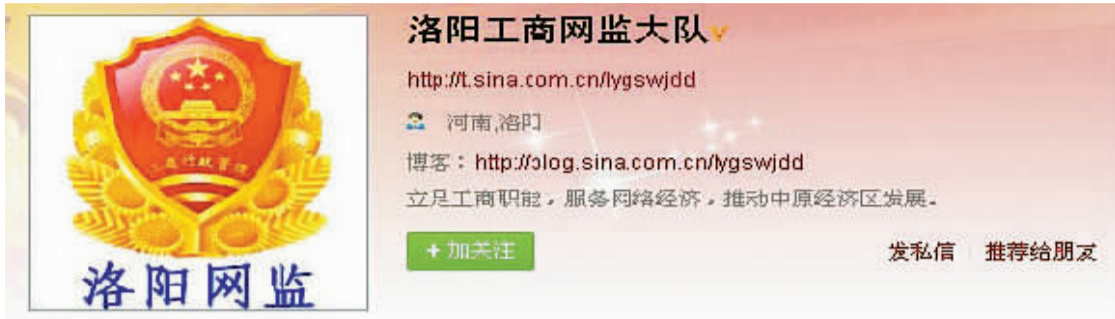 洛阳工商网监大队
http://t.sina.com.cn/lygswjdd
河南,洛阳
博客：http://blog.sina.com.cn/lygswjdd
立足工商职能，服务网络经济，推动中原经济区发展。
+加关注
发私信 推荐给朋友
工商行政管理
洛阳网监